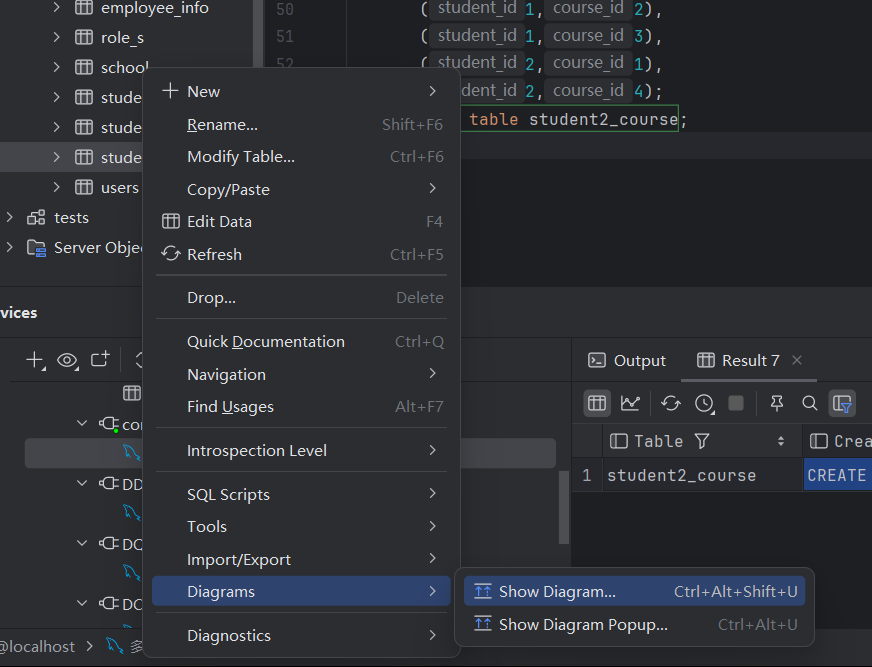 employee_info
role_s
school
stude
stude
stude
users
tests
Server Obje
50 ( student_id 1, course_id 2),
51 ( student_id 1, course_id 3),
52 ( student_id 2, course_id 1),
dent_id 2, course_id 4);
table student2_course;
New
Rename... Shift+F6
Modify Table... Ctrl+F6
Copy/Paste
Edit Data F4
Refresh Ctrl+F5
Drop... Delete
Quick Documentation Ctrl+Q
Navigation
Find Usages Alt+F7
Introspection Level
SQL Scripts
Tools
Import/Export
Diagrams
Diagnostics
Show Diagram... Ctrl+Alt+Shift+U
Show Diagram Popup... Ctrl+Alt+U
vices
co
DD
DQ
DC
Output Result 7
Table Crea
1 student2_course CREATE
@localhost 多